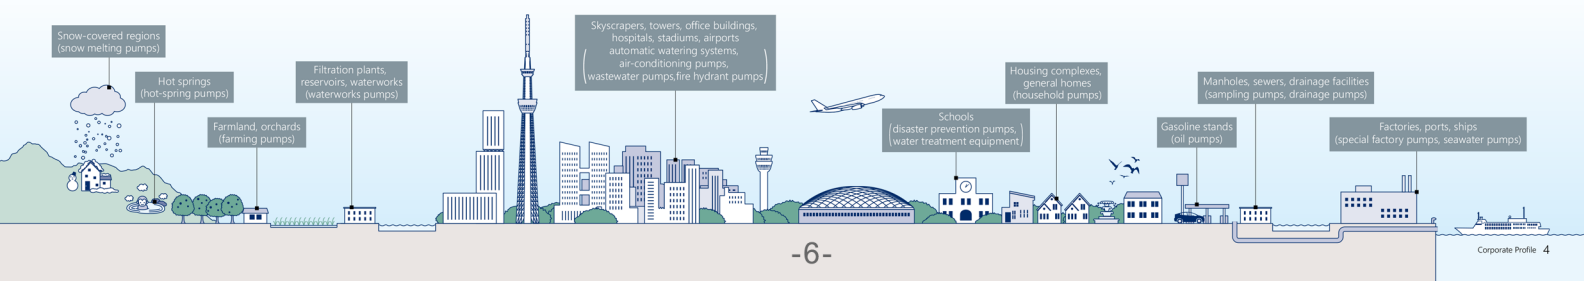 Snow-covered regions
(snow melting pumps)
Hot springs
(hot-spring pumps)
Farmland, orchards
(farming pumps)
Filtration plants,
reservoirs, waterworks
(waterworks pumps)
Skyscrapers, towers, office buildings,
hospitals, stadiums, airports
(automatic watering systems,
air-conditioning pumps,
wastewater pumps,fire hydrant pumps)
Schools
(disaster prevention pumps,
water treatment equipment)
Housing complexes,
general homes
(household pumps)
Gasoline stands
(oil pumps)
Manholes, sewers, drainage facilities
(sampling pumps, drainage pumps)
Factories, ports, ships
(special factory pumps, seawater pumps)
-6-
Corporate Profile 4